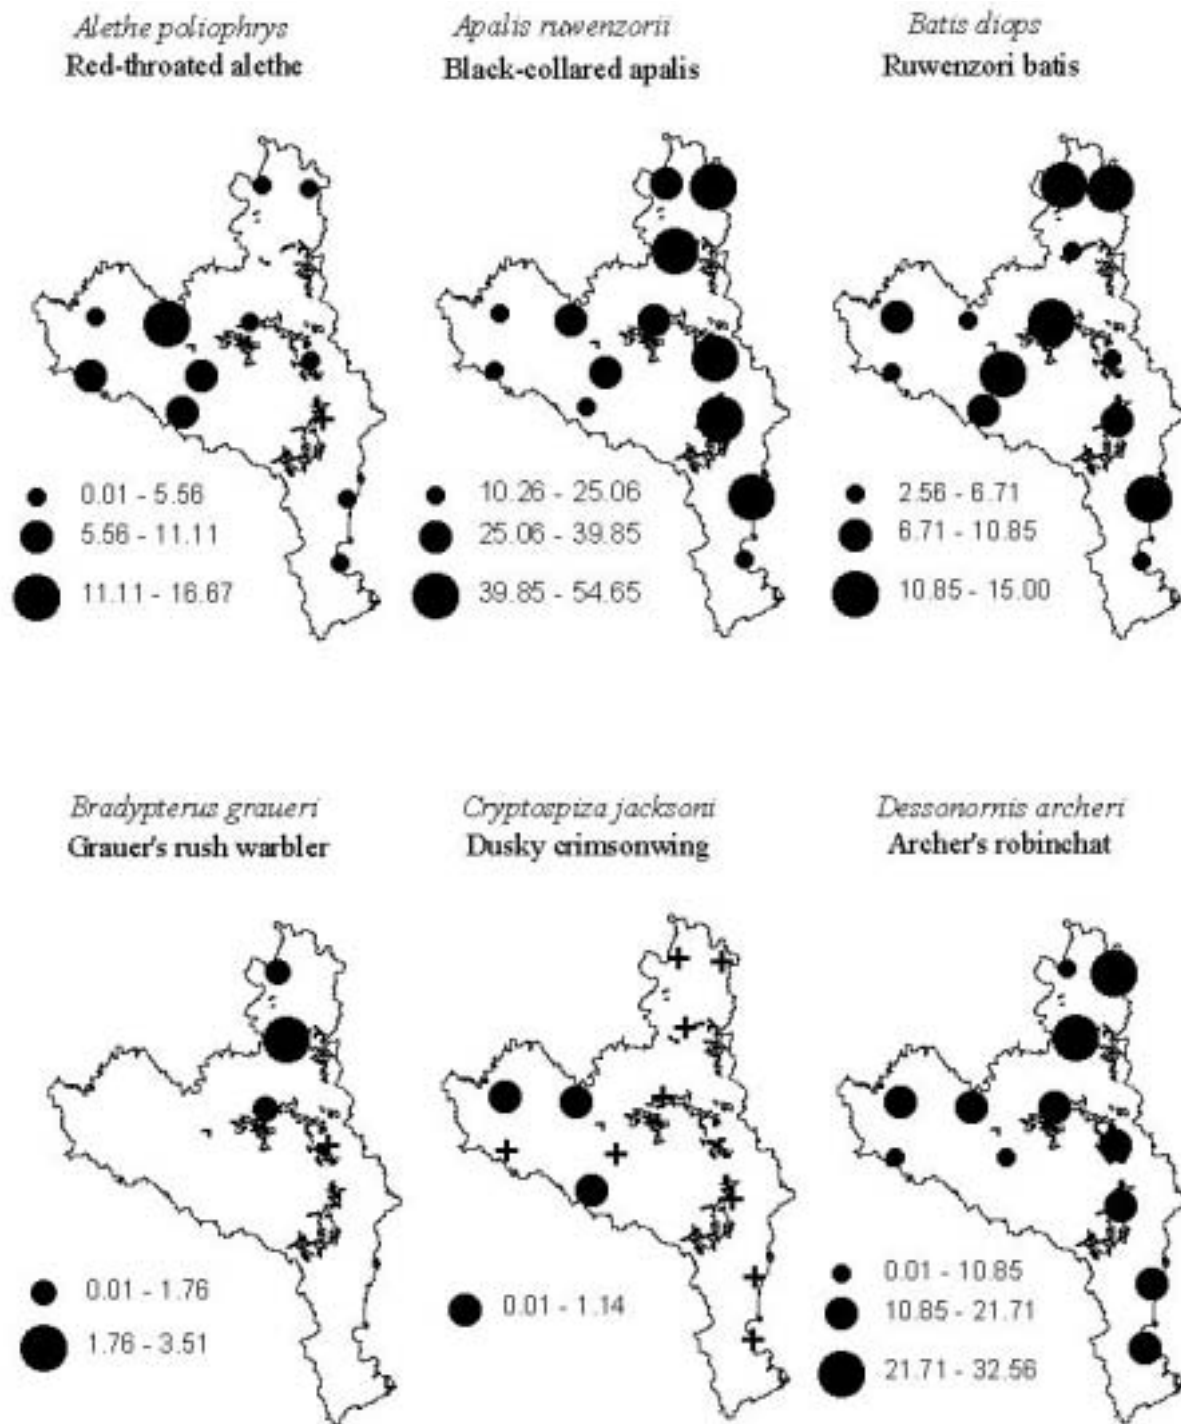 Alethe poliophrys
Red-throated alethe
Apalis ruwenzorii
Black-collared apalis
Batis diops
Ruwenzori batis
0.01 - 5.56
5.56 - 11.11
11.11 - 16.67
10.26 - 25.06
25.06 - 39.85
39.85 - 54.65
2.56 - 6.71
6.71 - 10.85
10.85 - 15.00
Bradypterus graueri
Grauer's rush warbler
Cryptospiza jacksoni
Dusky crimsonwing
Dessonornis archeri
Archer's robinchat
0.01 - 1.76
1.76 - 3.51
0.01 - 1.14
0.01 - 10.85
10.85 - 21.71
21.71 - 32.56